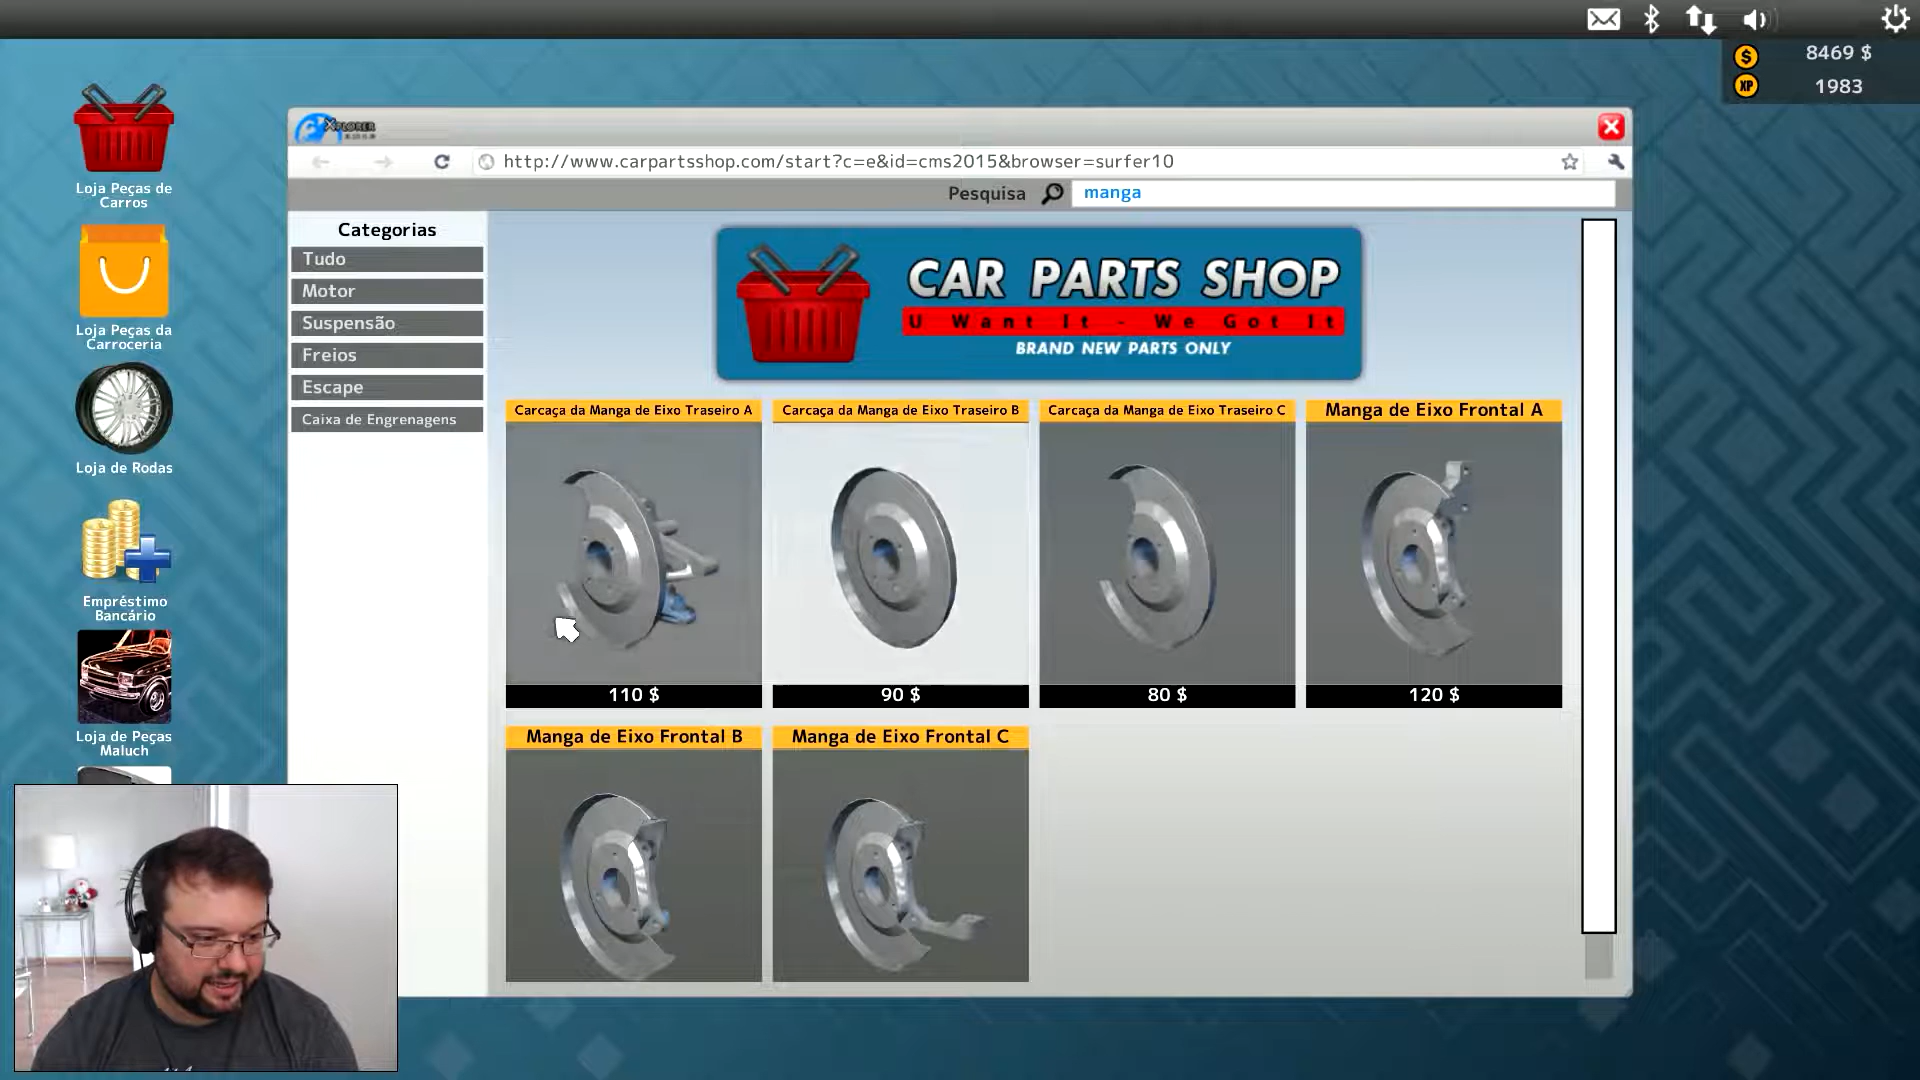 8469 $
XP
1983
XPLORER
http://www.carpartsshop.com/start?c=e&id=cms2015&browser=surfer10
Pesquisa
manga
Categorias
Tudo
Motor
Suspensão
Freios
Escape
Caixa de Engrenagens
Loja Peças de
Carros
Loja Peças da
Carroceria
Loja de Rodas
Empréstimo
Bancário
Loja de Peças
Maluch
CAR PARTS SHOP
U Want It - We Got It
BRAND NEW PARTS ONLY
Carcaça da Manga de Eixo Traseiro A
Carcaça da Manga de Eixo Traseiro B
Carcaça da Manga de Eixo Traseiro C
Manga de Eixo Frontal A
110 $
90 $
80 $
120 $
Manga de Eixo Frontal B
Manga de Eixo Frontal C